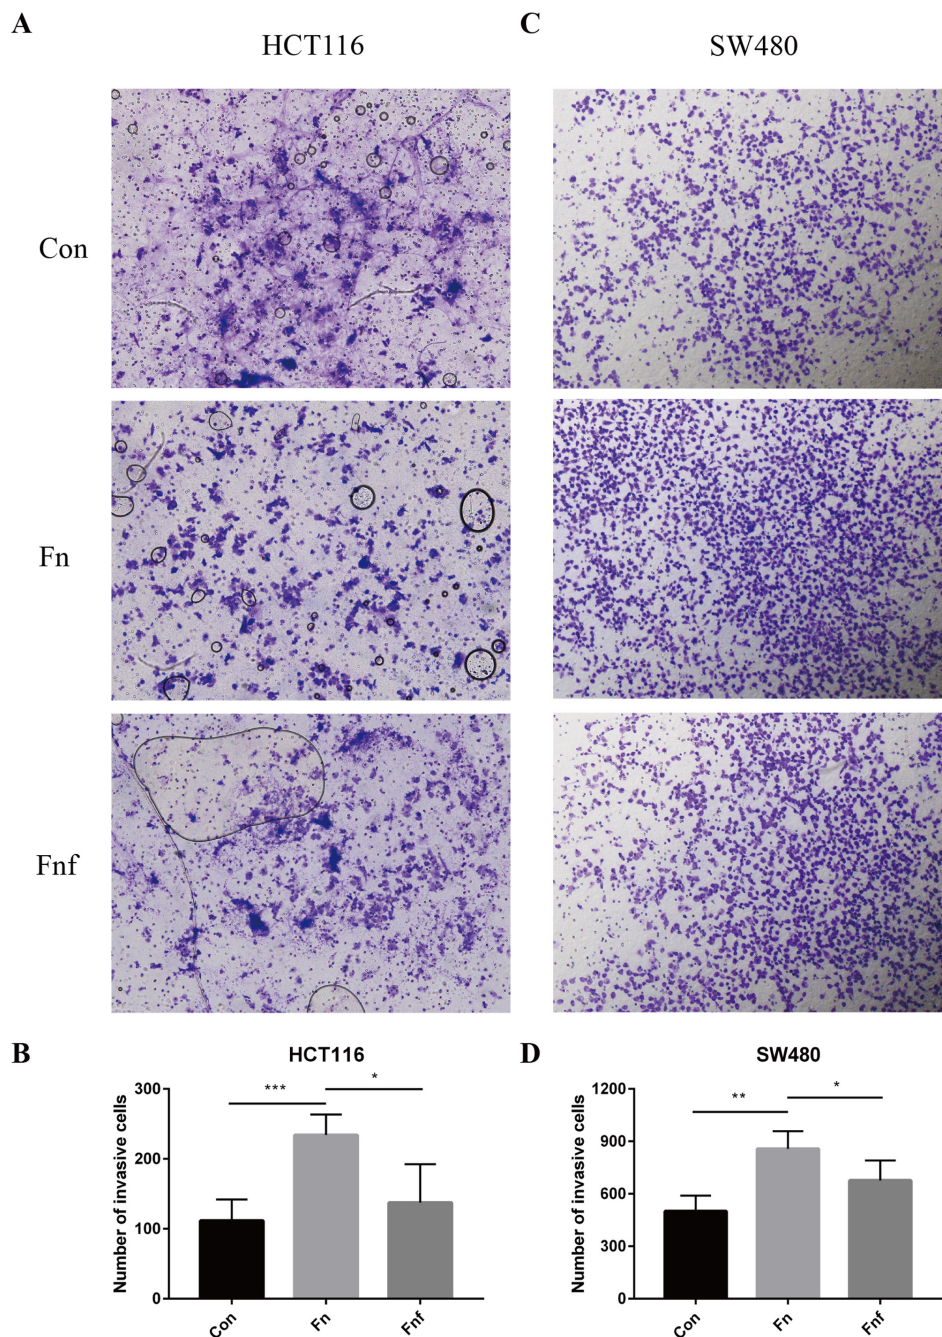 A
HCT116
C
SW480
Con
Fn
Fnf
B
HCT116
Number of invasive cells
300
200
100
0
***
*
Con
Fn
Fnf
D
SW480
Number of invasive cells
1200
900
600
300
0
**
*
Con
Fn
Fnf